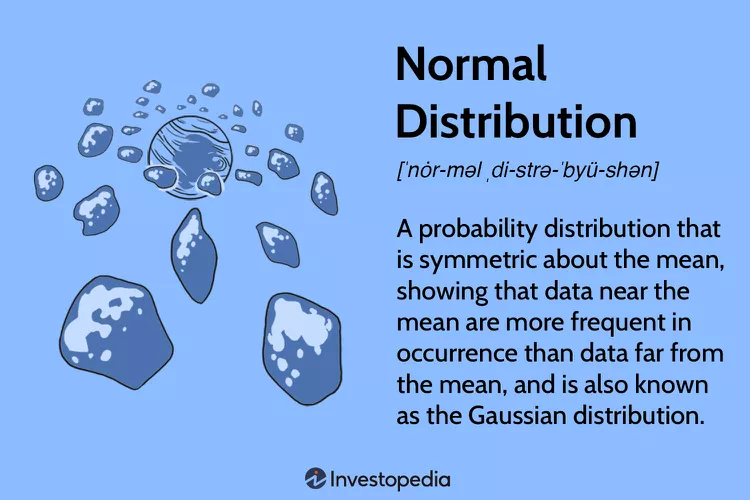 Normal
Distribution
[ˈnȯr-məl ˌdi-strə-ˈbyü-shən]
A probability distribution that
is symmetric about the mean,
showing that data near the
mean are more frequent in
occurrence than data far from
the mean, and is also known
as the Gaussian distribution.
Investopedia